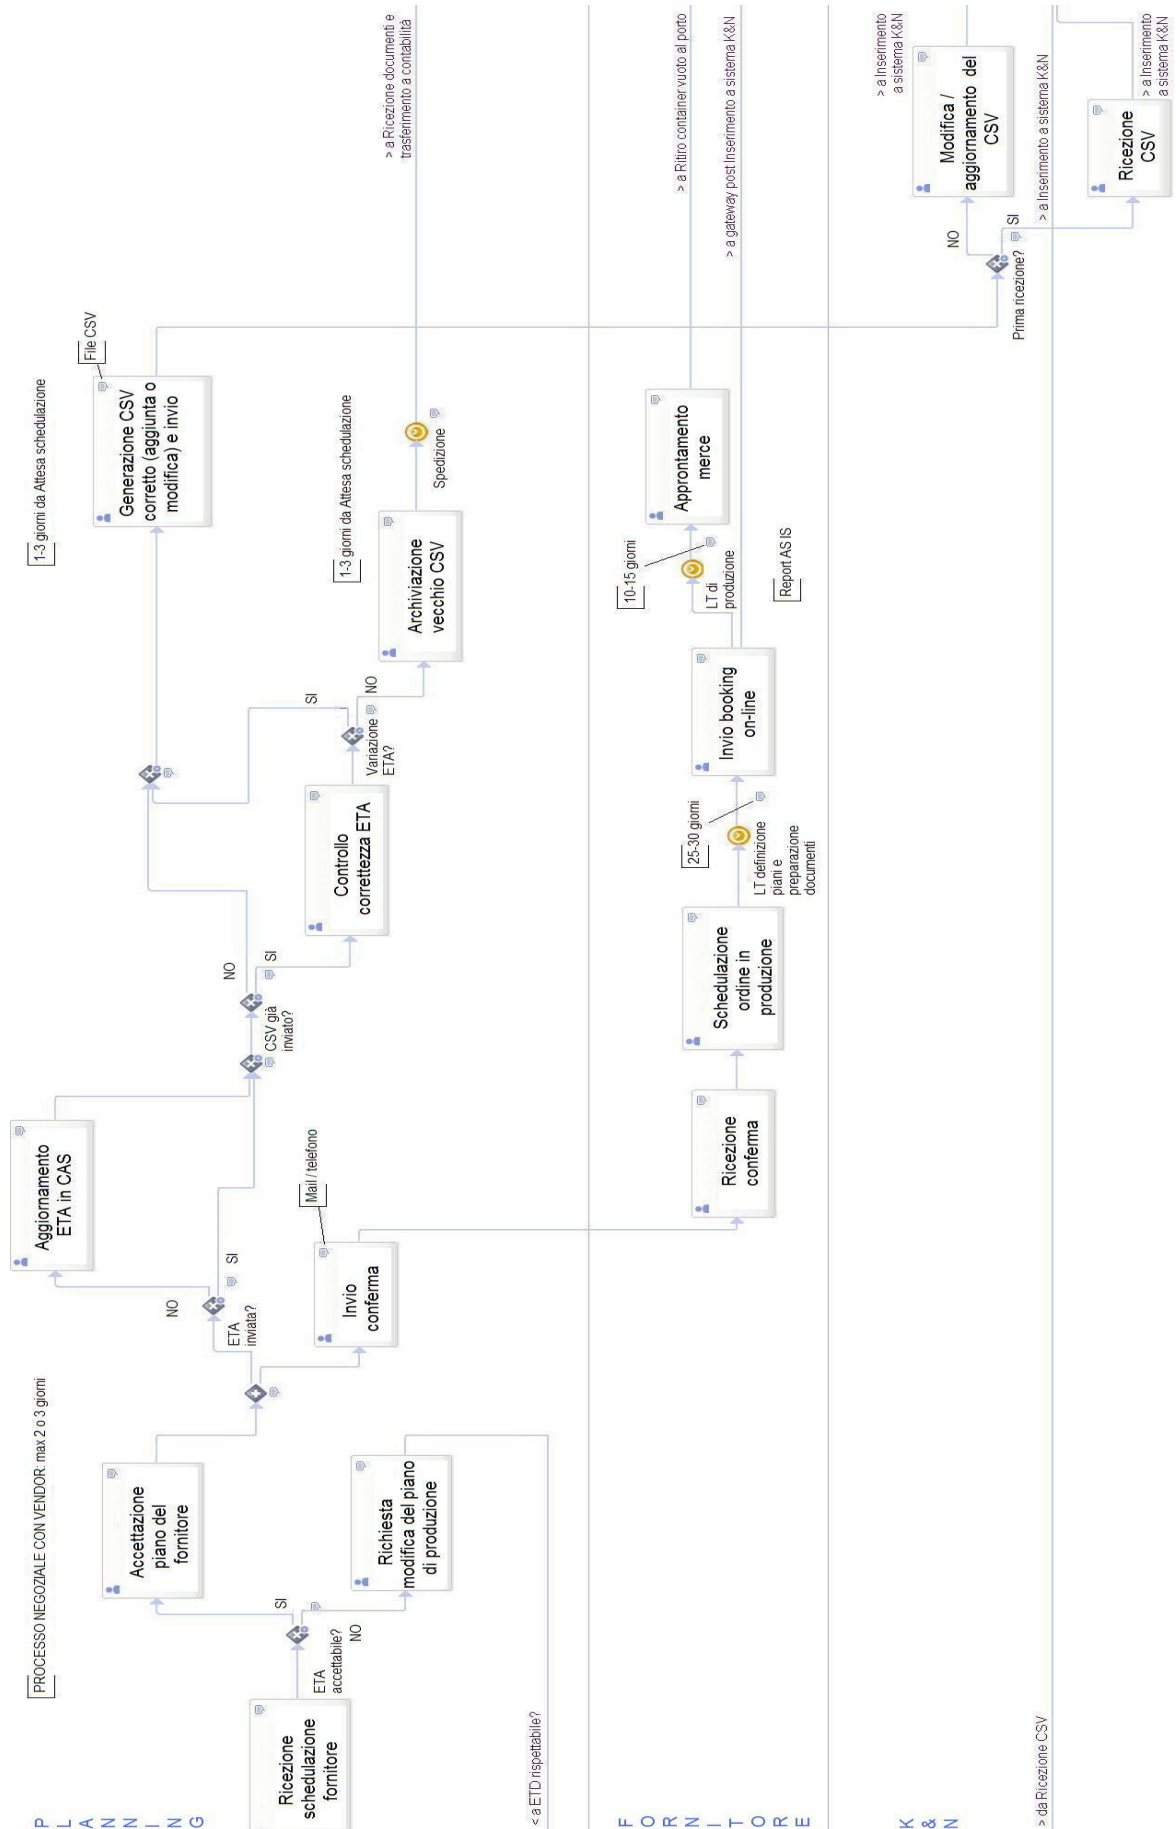 PLANNING
PROCESSO NEGOZIALE CON VENDOR: max 2 o 3 giorni
Ricezione
schedulazione
fornitore
ETA
accettabile?
SI
NO
Accettazione
piano del
fornitore
Richiesta
modifica del piano
di produzione
< a ETD rispettabile?
ETA
inviata?
NO
SI
Aggiornamento
ETA in CAS
Invio
conferma
Mail / telefono
CSV già
inviato?
NO
SI
Controllo
correttezza ETA
Variazione
ETA?
SI
NO
1-3 giorni da Attesa schedulazione
Generazione CSV
corretto (aggiunta o
modifica) e invio
File CSV
1-3 giorni da Attesa schedulazione
Archiviazione
vecchio CSV
Spedizione
> a Ricezione documenti e
trasferimento a contabilità
FORNITORE
Ricezione
conferma
Schedulazione
ordine in
produzione
25-30 giorni
LT definizione
piani e
preparazione
documenti
Invio booking
on-line
10-15 giorni
LT di
produzione
Report AS IS
Approntamento
merce
> a Ritiro container vuoto al porto
> a gateway post Inserimento a sistema K&N
K&N
> da Ricezione CSV
Prima ricezione?
NO
SI
Modifica /
aggiornamento del
CSV
> a Inserimento
a sistema K&N
> a Inserimento a sistema K&N
Ricezione
CSV
> a Inserimento
a sistema K&N